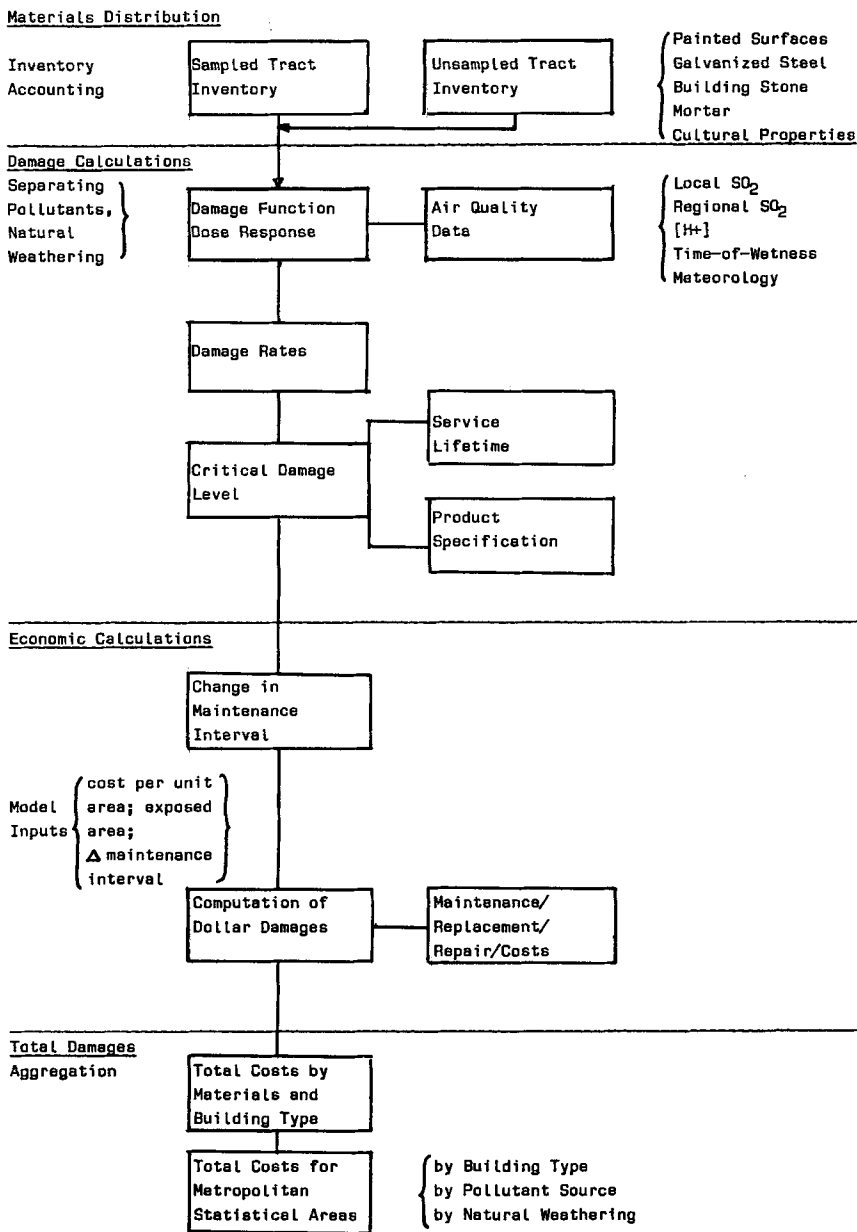 Materials Distribution
Inventory
Accounting
Sampled Tract
Inventory
Unsampled Tract
Inventory
Painted Surfaces
Galvanized Steel
Building Stone
Mortar
Cultural Properties
Damage Calculations
Separating
Pollutants,
Natural
Weathering
Damage Function
Dose Response
Air Quality
Data
Local SO2
Regional SO2
[H+]
Time-of-Wetness
Meteorology
Damage Rates
Service
Lifetime
Critical Damage
Level
Product
Specification
Economic Calculations
Change in
Maintenance
Interval
Model
Inputs
cost per unit
area; exposed
area;
Δ maintenance
interval
Computation of
Dollar Damages
Maintenance/
Replacement/
Repair/Costs
Total Damages
Aggregation
Total Costs by
Materials and
Building Type
Total Costs for
Metropolitan
Statistical Areas
by Building Type
by Pollutant Source
by Natural Weathering